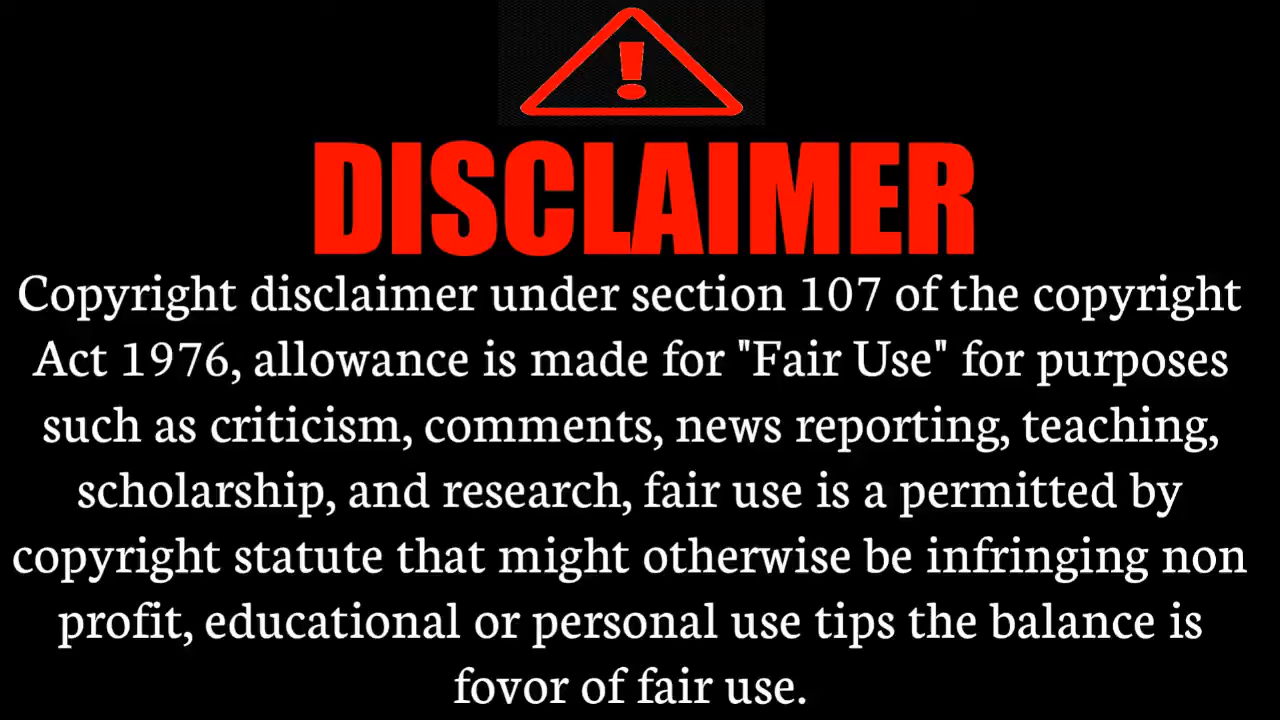 DISCLAIMER
Copyright disclaimer under section 107 of the copyright
Act 1976, allowance is made for "Fair Use" for purposes
such as criticism, comments, news reporting, teaching,
scholarship, and research, fair use is a permitted by
copyright statute that might otherwise be infringing non
profit, educational or personal use tips the balance is
fovor of fair use.